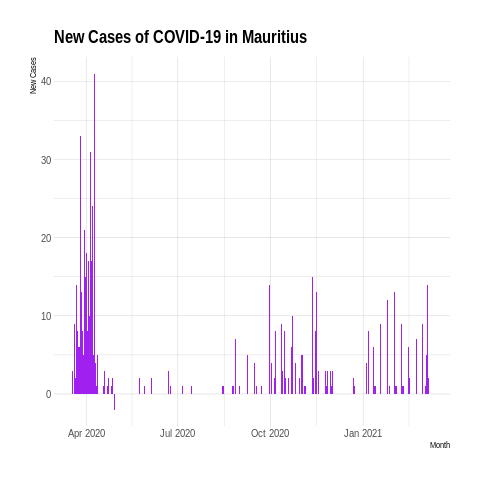 New Cases of COVID-19 in Mauritius
New Cases
40
30
20
10
0
Apr 2020
Jul 2020
Oct 2020
Jan 2021
Month